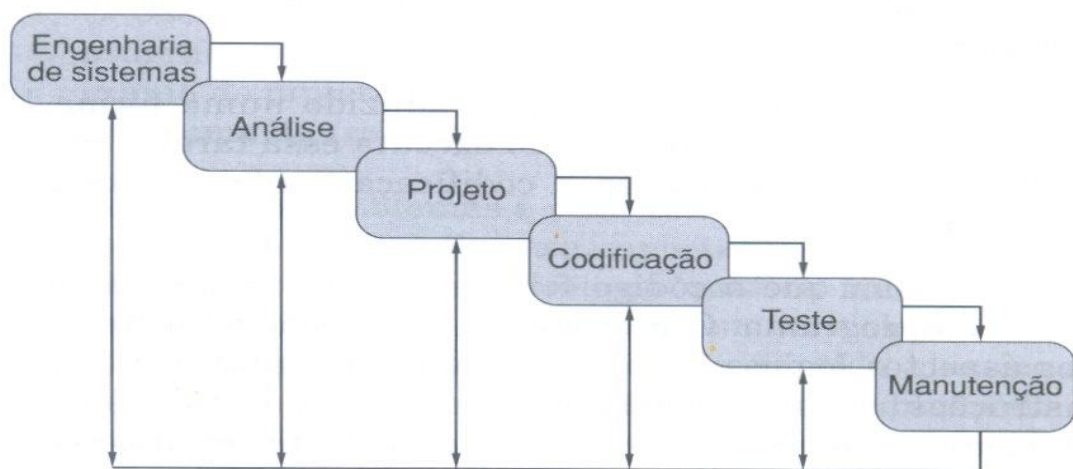 Engenharia
de sistemas
Análise
Projeto
Codificação
Teste
Manutenção